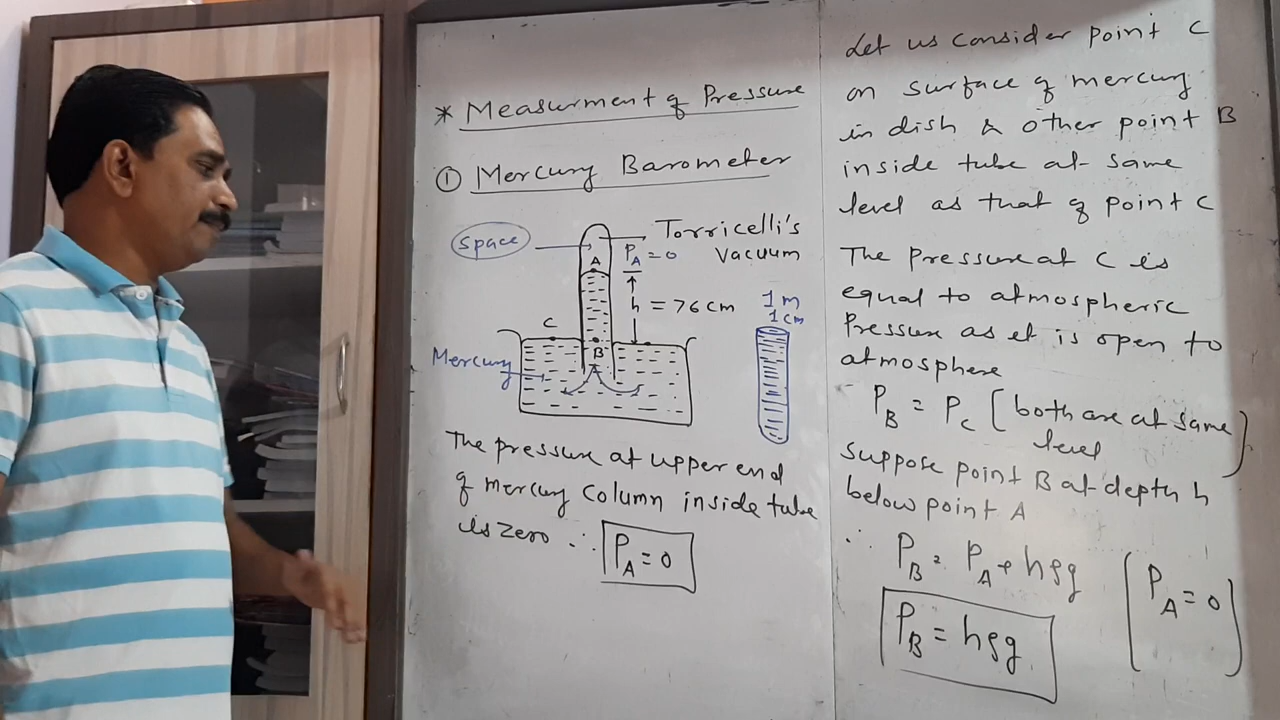 * Measurment of Pressure
① Mercury Barometer
space
Torricelli's
Vacuum
A
P_A = 0
h = 76 cm
C
B
Mercury
1 m
1 cm
The pressure at upper end
of mercury column inside tube
is zero ∴ P_A = 0
Let us consider point C
on surface of mercury
in dish & other point B
inside tube at same
level as that of point C
The Pressure at C is
equal to atmospheric
Pressure as it is open to
atmosphere
P_B = P_C [both are at same
level]
Suppose point B at depth h
below point A
∴ P_B = P_A + hρg [P_A = 0]
P_B = hρg